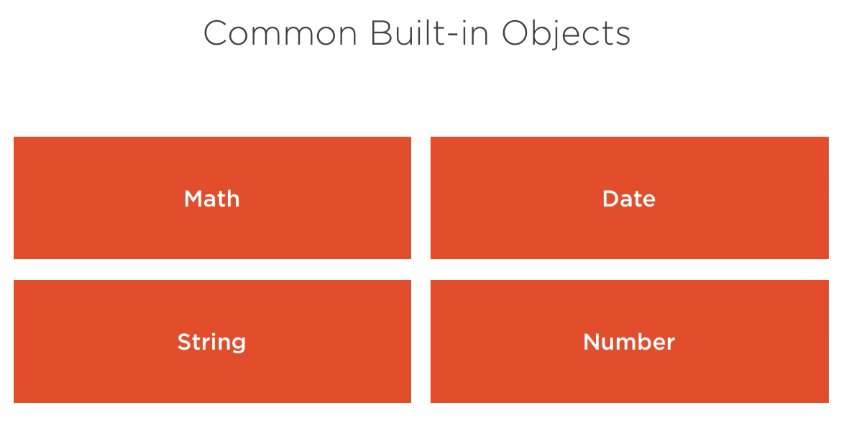 Common Built-in Objects
Math
Date
String
Number